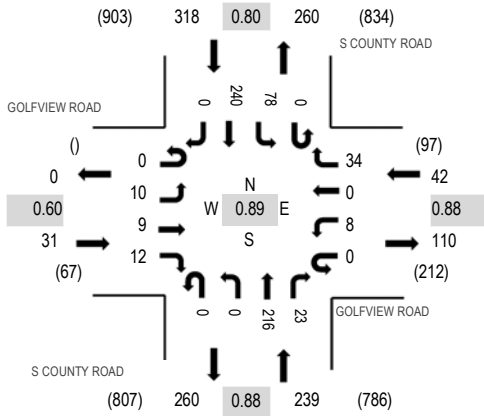 (903) 318 0.80 260 (834)
S COUNTY ROAD
0 240 78 0
GOLFVIEW ROAD
() 0 34 (97)
0 10 N 0 42
0.60 W 0.89 E 0.88
31 9 S 8 110
(67) 12 0 (212)
0 0 216 23
GOLFVIEW ROAD
S COUNTY ROAD
(807) 260 0.88 239 (786)